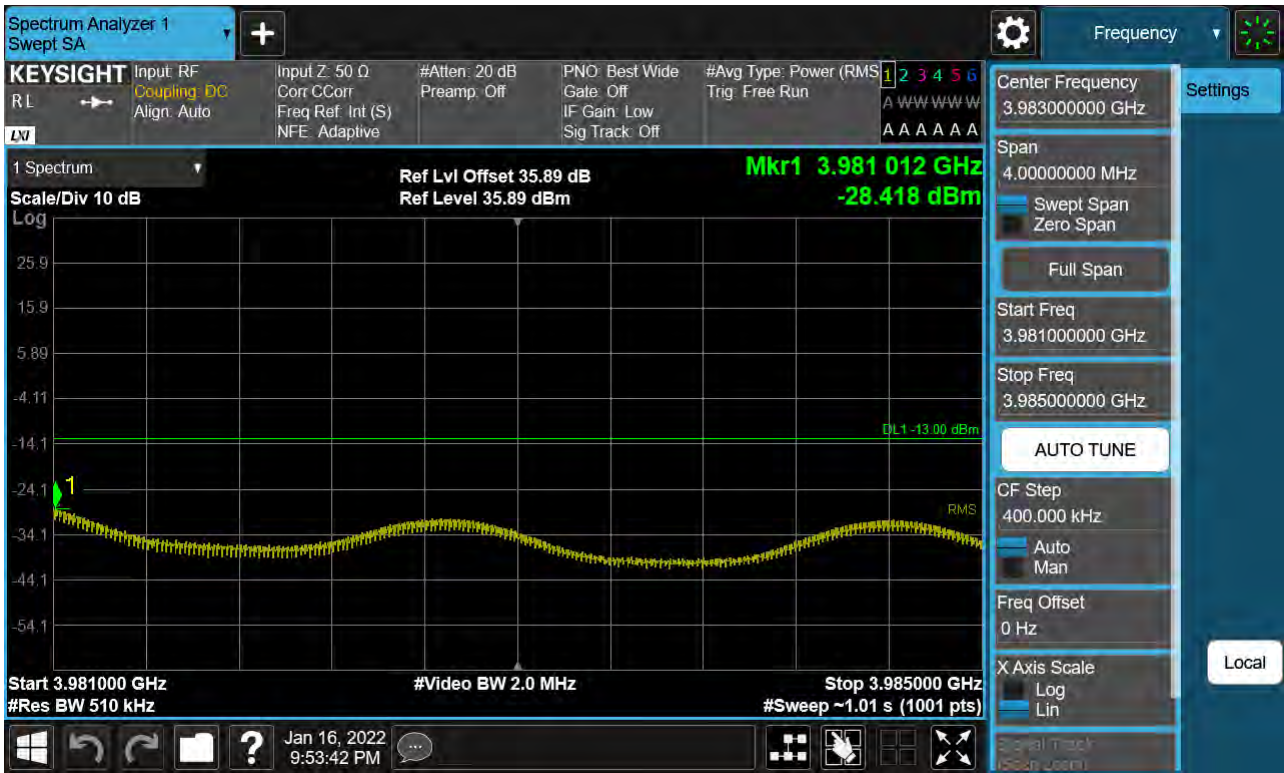 Spectrum Analyzer 1
Swept SA
+
Frequency
KEYSIGHT
RL
LXI
Input: RF
Coupling: DC
Align: Auto
Input Z: 50 Ω
Corr CCorr
Freq Ref: Int (S)
NFE: Adaptive
#Atten: 20 dB
Preamp: Off
PNO: Best Wide
Gate: Off
IF Gain: Low
Sig Track: Off
#Avg Type: Power (RMS
Trig: Free Run
1 2 3 4 5 6
A W W W W W
A A A A A A
1 Spectrum
Scale/Div 10 dB
Log
Ref Lvl Offset 35.89 dB
Ref Level 35.89 dBm
Mkr1 3.981 012 GHz
-28.418 dBm
25.9
15.9
5.89
-4.11
-14.1
-24.1
-34.1
-44.1
-54.1
DL1 -13.00 dBm
1
RMS
Start 3.981000 GHz
#Res BW 510 kHz
#Video BW 2.0 MHz
Stop 3.985000 GHz
#Sweep ~1.01 s (1001 pts)
Center Frequency
3.983000000 GHz
Span
4.00000000 MHz
Swept Span
Zero Span
Full Span
Start Freq
3.981000000 GHz
Stop Freq
3.985000000 GHz
AUTO TUNE
CF Step
400.000 kHz
Auto
Man
Freq Offset
0 Hz
X Axis Scale
Log
Lin
Signal Track
(Span Zoom)
Settings
Local
?
Jan 16, 2022
9:53:42 PM